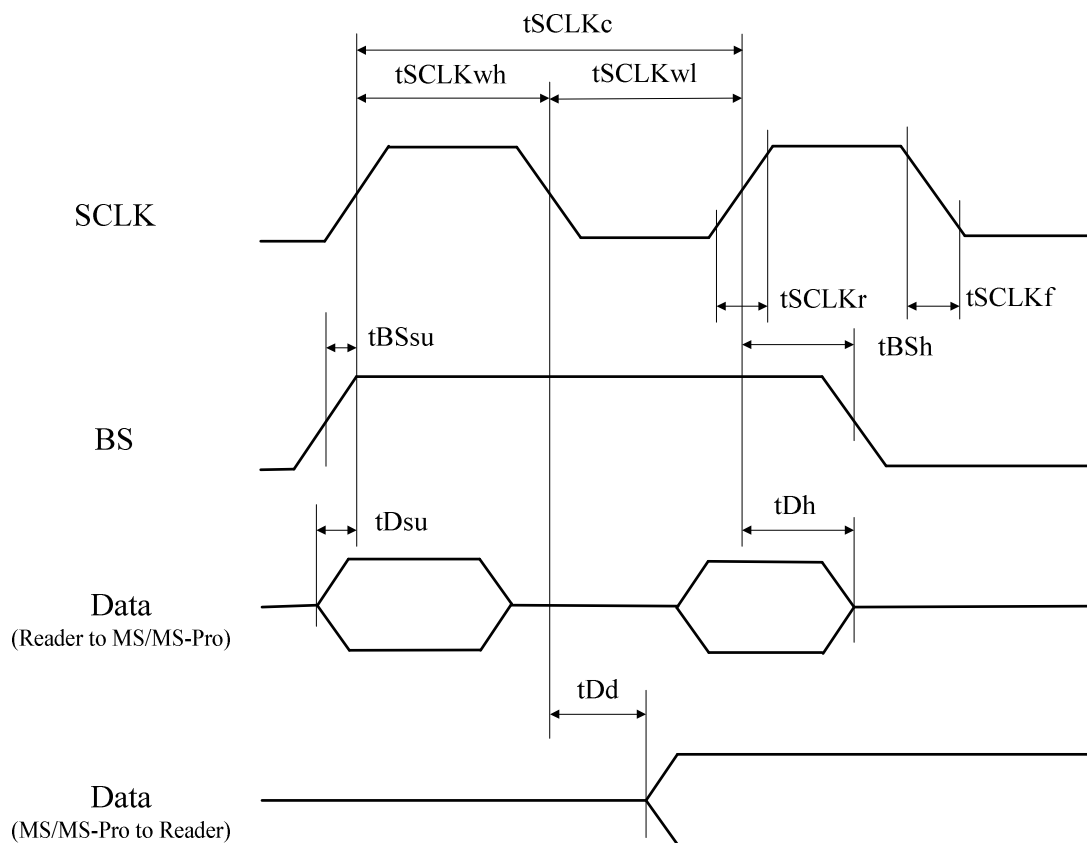 tSCLKc
tSCLKwh
tSCLKwl
SCLK
tSCLKr
tSCLKf
tBSsu
tBSh
BS
tDsu
tDh
Data
(Reader to MS/MS-Pro)
tDd
Data
(MS/MS-Pro to Reader)